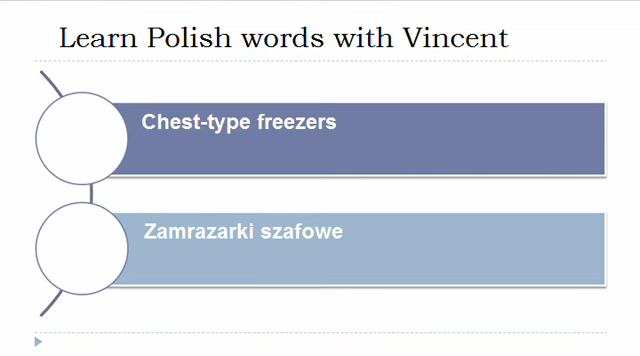 Learn Polish words with Vincent
Chest-type freezers
Zamrazarki szafowe